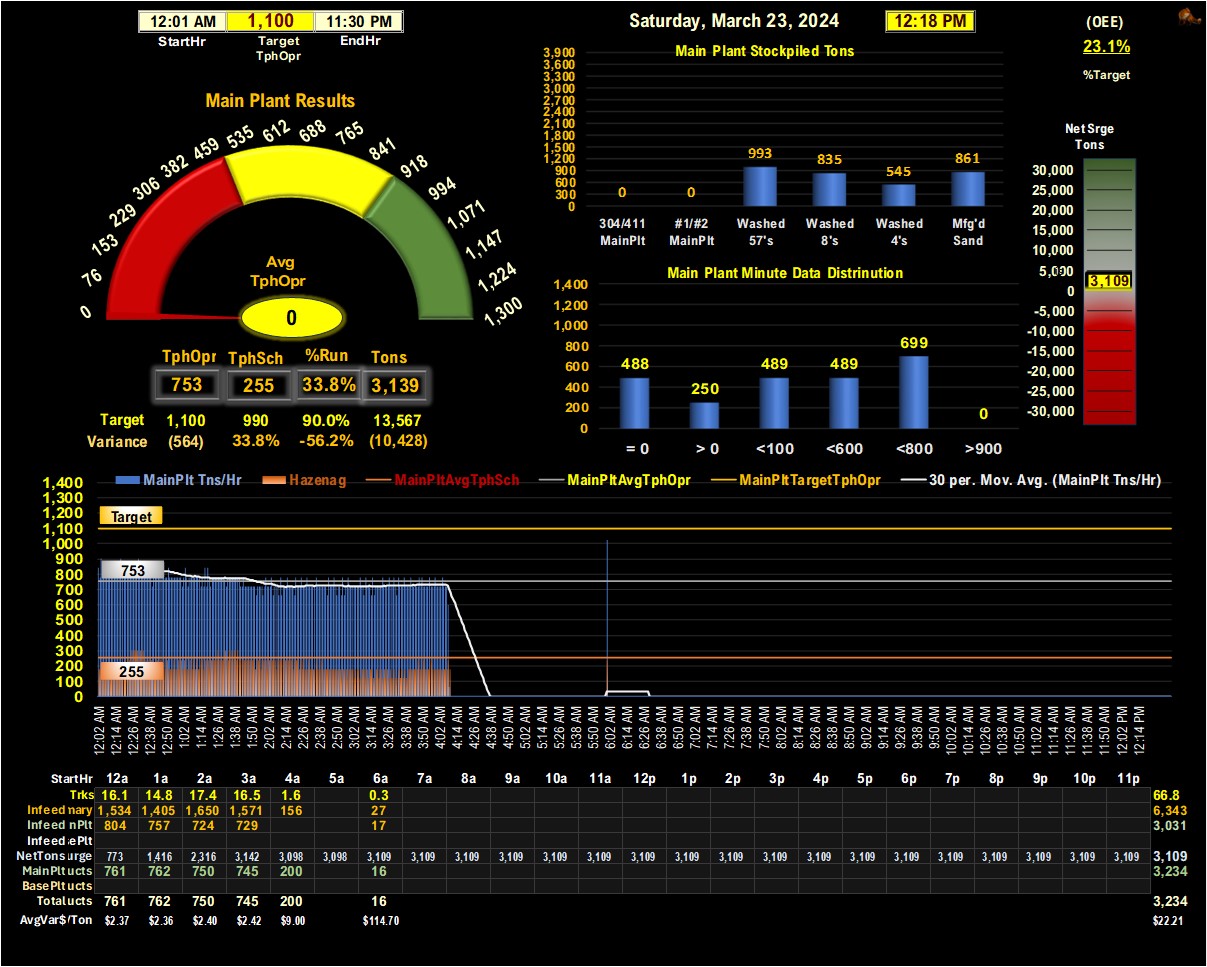 12:01 AM 1,100 11:30 PM
StartHr Target TphOpr EndHr
Saturday, March 23, 2024 12:18 PM
(OEE)
23.1%
%Target
Main Plant Results
0 76 153 229 306 382 459 535 612 688 765 841 918 994 1,071 1,147 1,224 1,300
Avg
TphOpr
0
TphOpr TphSch %Run Tons
753 255 33.8% 3,139
Target 1,100 990 90.0% 13,567
Variance (564) 33.8% -56.2% (10,428)
Main Plant Stockpiled Tons
3,900
3,600
3,300
3,000
2,700
2,400
2,100
1,800
1,500
1,200
900
600
300
0
0 0 993 835 545 861
304/411 #1/#2 Washed Washed Washed Mfg'd
MainPlt MainPlt 57's 8's 4's Sand
Main Plant Minute Data Distrinution
1,400
1,200
1,000
800
600
400
200
0
488 250 489 489 699 0
= 0 > 0 <100 <600 <800 >900
Net Srge
Tons
30,000
25,000
20,000
15,000
10,000
5,000
0
-5,000
-10,000
-15,000
-20,000
-25,000
-30,000
3,109
MainPlt Tns/Hr Hazenag MainPltAvgTphSch MainPltAvgTphOpr MainPltTargetTphOpr 30 per. Mov. Avg. (MainPlt Tns/Hr)
1,400
1,300
1,200
1,100
1,000
900
800
700
600
500
400
300
200
100
0
Target
753
255
12:02 AM 12:14 AM 12:26 AM 12:38 AM 12:50 AM 1:02 AM 1:14 AM 1:26 AM 1:38 AM 1:50 AM 2:02 AM 2:14 AM 2:26 AM 2:38 AM 2:50 AM 3:02 AM 3:14 AM 3:26 AM 3:38 AM 3:50 AM 4:02 AM 4:14 AM 4:26 AM 4:38 AM 4:50 AM 5:02 AM 5:14 AM 5:26 AM 5:38 AM 5:50 AM 6:02 AM 6:14 AM 6:26 AM 6:38 AM 6:50 AM 7:02 AM 7:14 AM 7:26 AM 7:38 AM 7:50 AM 8:02 AM 8:14 AM 8:26 AM 8:38 AM 8:50 AM 9:02 AM 9:14 AM 9:26 AM 9:38 AM 9:50 AM 10:02 AM 10:14 AM 10:26 AM 10:38 AM 10:50 AM 11:02 AM 11:14 AM 11:26 AM 11:38 AM 11:50 AM 12:02 PM 12:14 PM
StartHr 12a 1a 2a 3a 4a 5a 6a 7a 8a 9a 10a 11a 12p 1p 2p 3p 4p 5p 6p 7p 8p 9p 10p 11p
Trks 16.1 14.8 17.4 16.5 1.6 0.3 66.8
Infeed nary 1,534 1,405 1,650 1,571 156 27 6,343
Infeed nPlt 804 757 724 729 17 3,031
Infeed ePlt
NetTons urge 773 1,416 2,316 3,142 3,098 3,098 3,109 3,109 3,109 3,109 3,109 3,109 3,109 3,109 3,109 3,109 3,109 3,109 3,109 3,109 3,109 3,109 3,109 3,109 3,109
MainPlt ucts 761 762 750 745 200 16 3,234
BasePlt ucts
Total ucts 761 762 750 745 200 16 3,234
AvgVar$/Ton $2.37 $2.36 $2.40 $2.42 $9.00 $114.70 $22.21